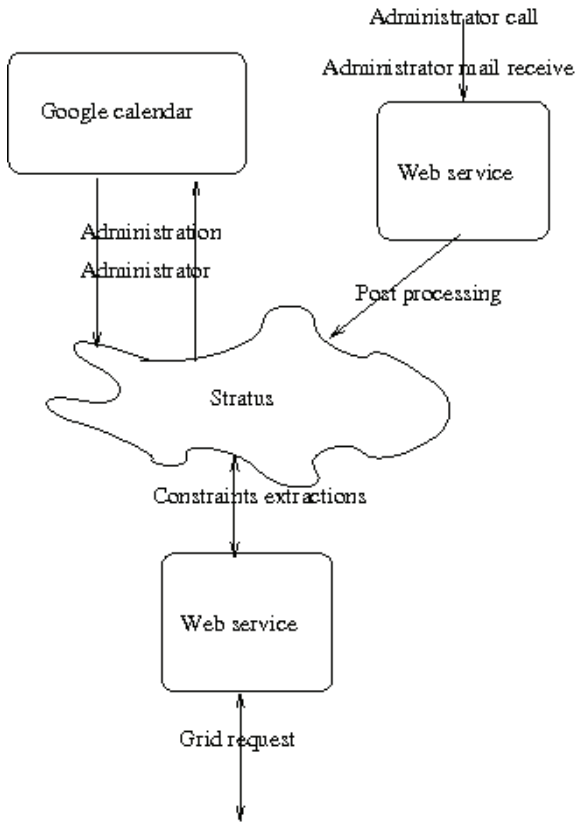 Administrator call
Administrator mail receive
Google calendar
Web service
Administration
Administrator
Post processing
Stratus
Constraints extractions
Web service
Grid request